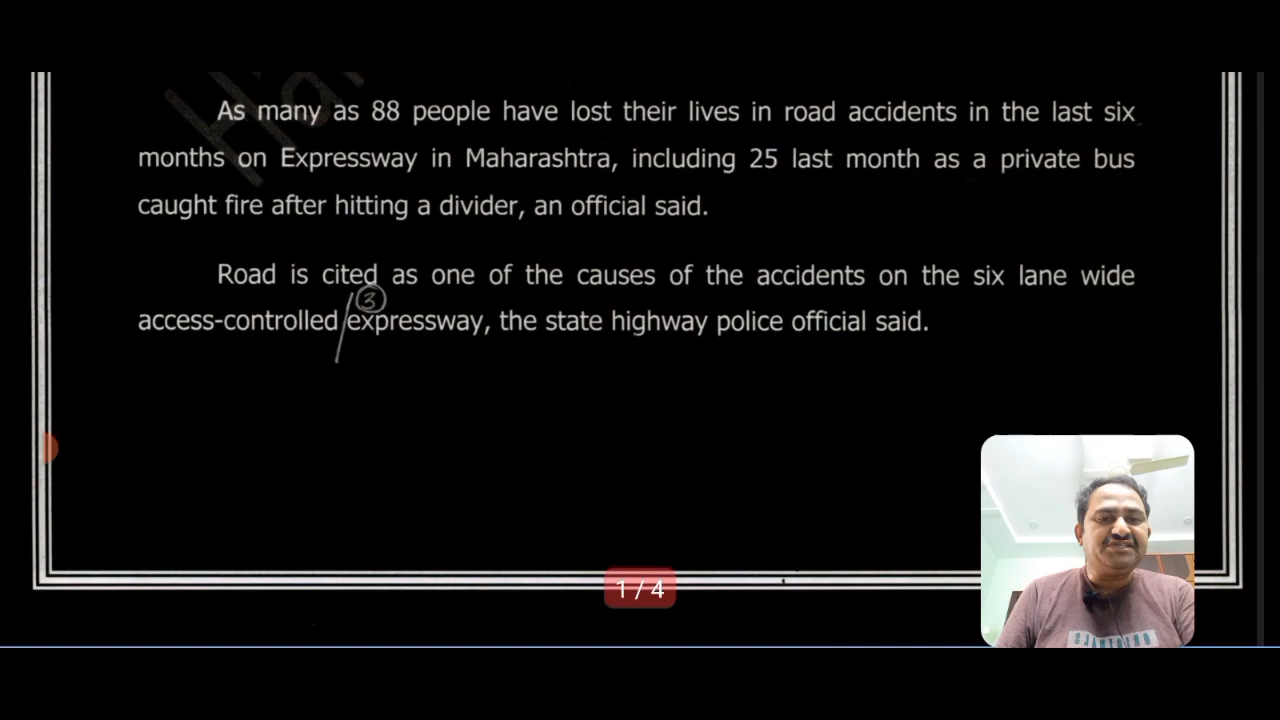 As many as 88 people have lost their lives in road accidents in the last six
months on Expressway in Maharashtra, including 25 last month as a private bus
caught fire after hitting a divider, an official said.
Road is cited as one of the causes of the accidents on the six lane wide
3
access-controlled/expressway, the state highway police official said.
1 / 4